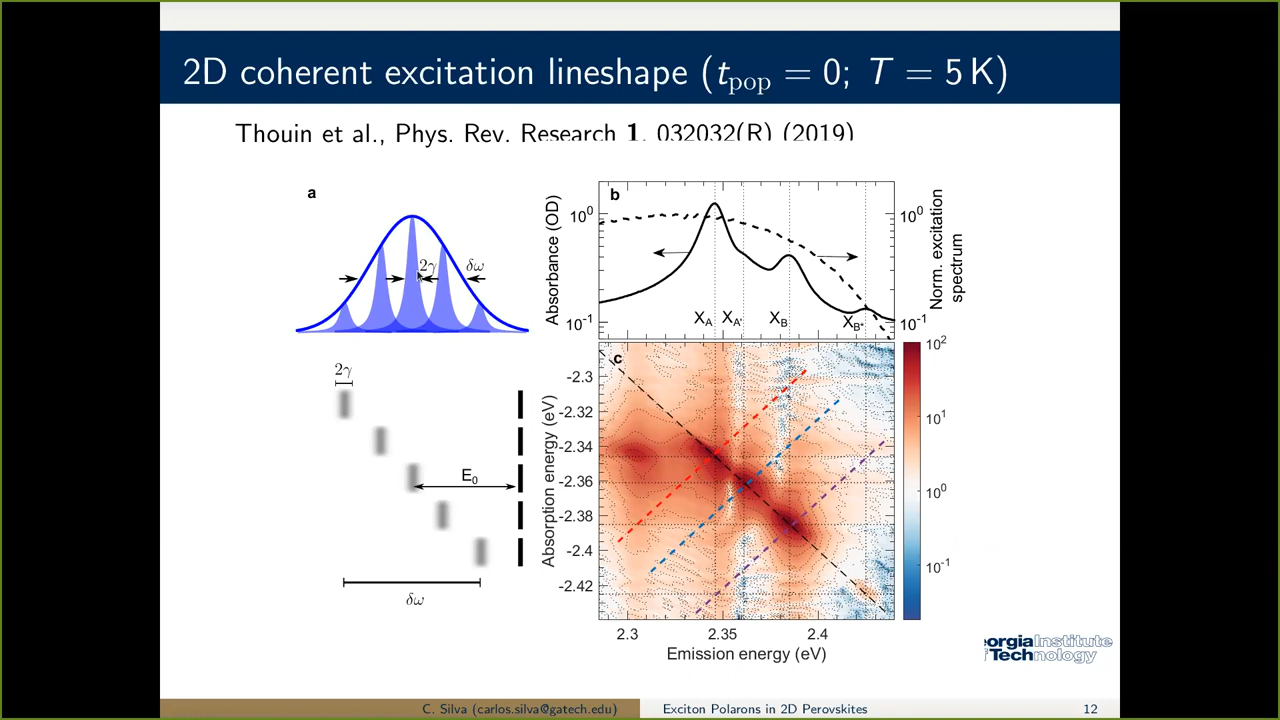 2D coherent excitation lineshape (t_pop = 0; T = 5 K)
Thouin et al., Phys. Rev. Research 1, 032032(R) (2019)
a
2γ
δω
2γ
E0
δω
b
Absorbance (OD)
10^0
10^-1
10^0
10^-1
Norm. excitation
spectrum
XA
XA'
XB
c
Absorption energy (eV)
-2.3
-2.32
-2.34
-2.36
-2.38
-2.4
-2.42
2.3
2.35
2.4
Emission energy (eV)
10^2
10^1
10^0
10^-1
orgia Institute
Technology
C. Silva (carlos.silva@gatech.edu)
Exciton Polarons in 2D Perovskites
12